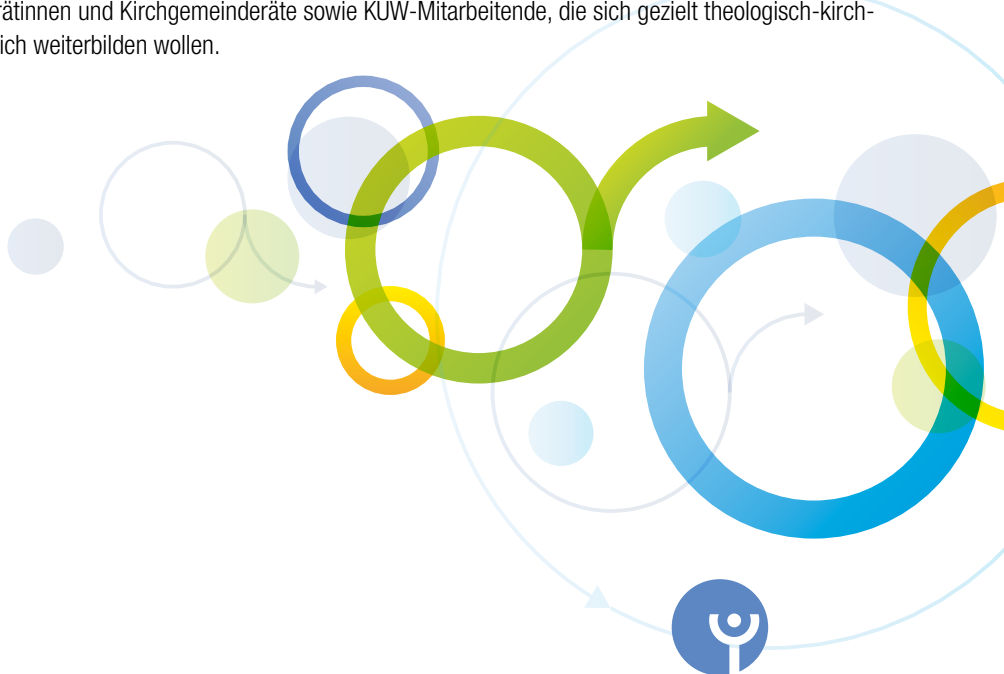 rätinnen und Kirchgemeinderäte sowie KUW-Mitarbeitende, die sich gezielt theologisch-kirch-
ich weiterbilden wollen.